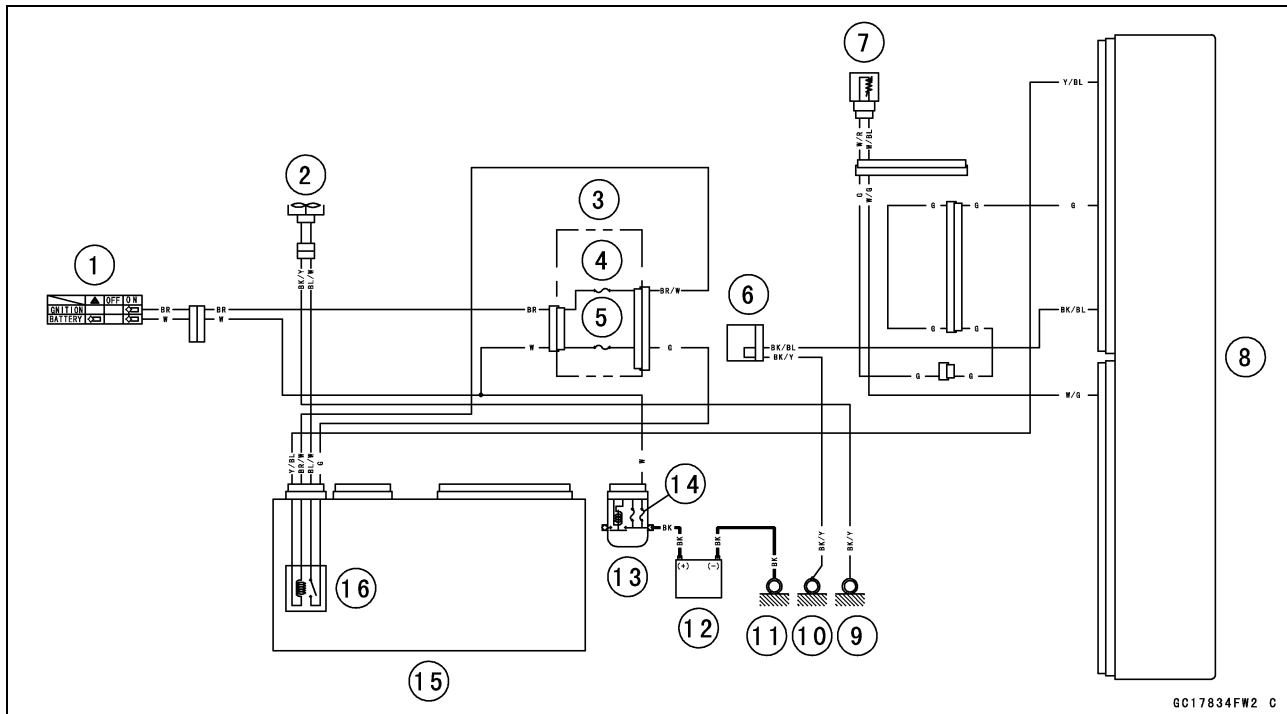 7
Y/BL
W/R
W/BL
2
G
W/G
G
G
G
3
1
4
OFF ON
BK/Y
BL/W
BR/W
6
GNITION
BR
BR
BR
BK/BL
BATTERY
W
W
5
G
G
8
W
G
BK/BL
BK/Y
G
G
W/G
Y/BL
BR/W
BL/W
G
W
14
BK
BK
BK
BK
BK/Y
BK/Y
(+)
(-)
16
13
12
11
10
9
15
GC17834FW2 C